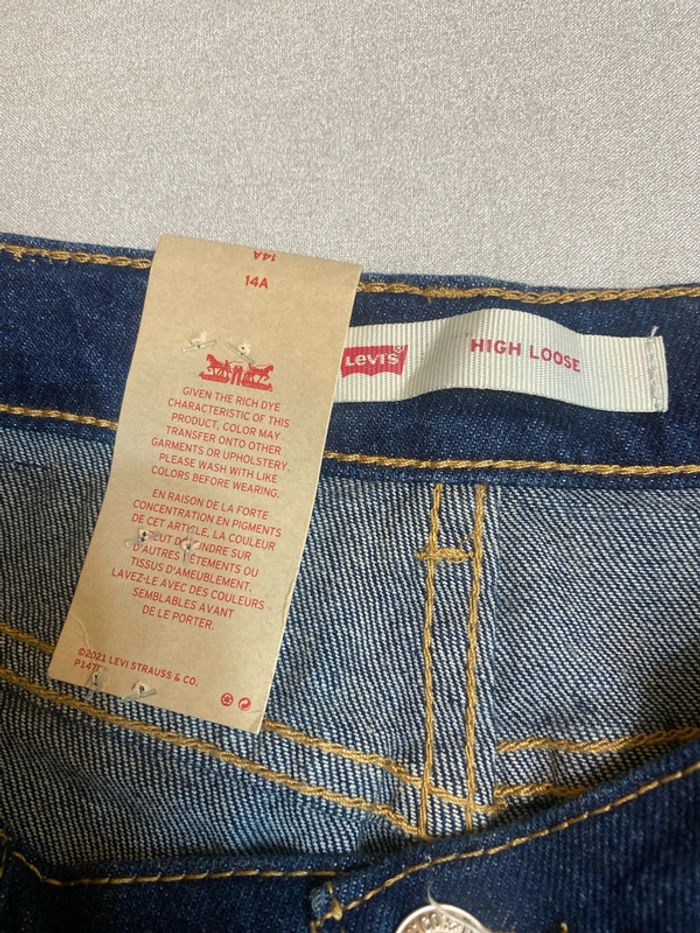 14A
14A
GIVEN THE RICH DYE
CHARACTERISTIC OF THIS
PRODUCT, COLOR MAY
TRANSFER ONTO OTHER
GARMENTS OR UPHOLSTERY.
PLEASE WASH WITH LIKE
COLORS BEFORE WEARING.
EN RAISON DE LA FORTE
CONCENTRATION EN PIGMENTS
DE CET ARTICLE, LA COULEUR
PEUT DÉTEINDRE SUR
D'AUTRES VÊTEMENTS OU
TISSUS D'AMEUBLEMENT.
LAVEZ-LE AVEC DES COULEURS
SEMBLABLES AVANT
DE LE PORTER.
©2021 LEVI STRAUSS & CO.
LEVI'S®
HIGH LOOSE